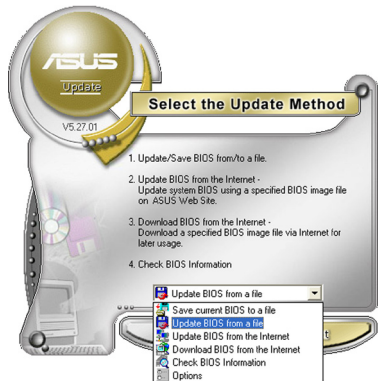 ASUS
Update
V5.27.01
Select the Update Method
1. Update/Save BIOS from/to a file.
2. Update BIOS from the Internet -
Update system BIOS using a specified BIOS image file
on ASUS Web Site.
3. Download BIOS from the Internet -
Download a specified BIOS image file via Internet for
later usage.
4. Check BIOS Information
Update BIOS from a file
Save current BIOS to a file
Update BIOS from a file
Update BIOS from the Internet
Download BIOS from the Internet
Check BIOS Information
Options